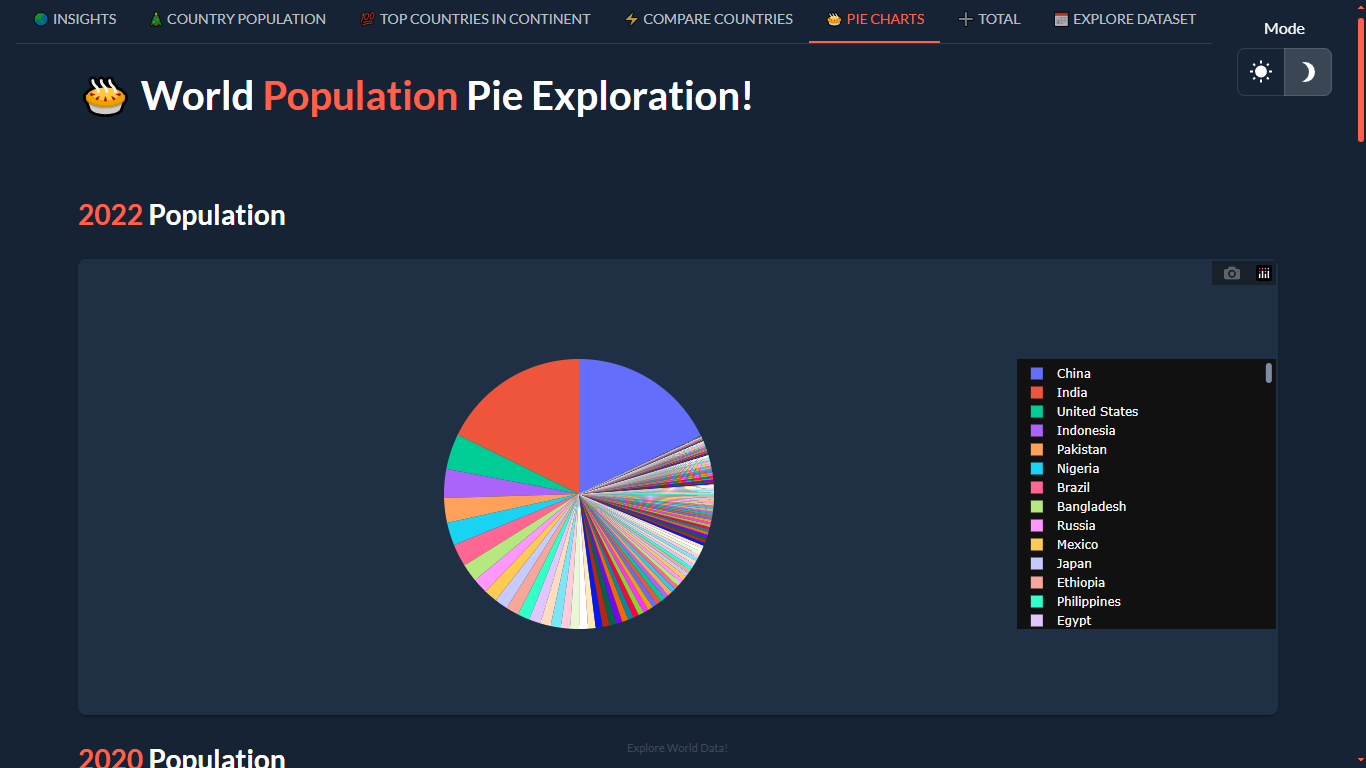 INSIGHTS
COUNTRY POPULATION
TOP COUNTRIES IN CONTINENT
COMPARE COUNTRIES
PIE CHARTS
TOTAL
EXPLORE DATASET
Mode
World Population Pie Exploration!
2022 Population
China
India
United States
Indonesia
Pakistan
Nigeria
Brazil
Bangladesh
Russia
Mexico
Japan
Ethiopia
Philippines
Egypt
Explore World Data!
2020 Population